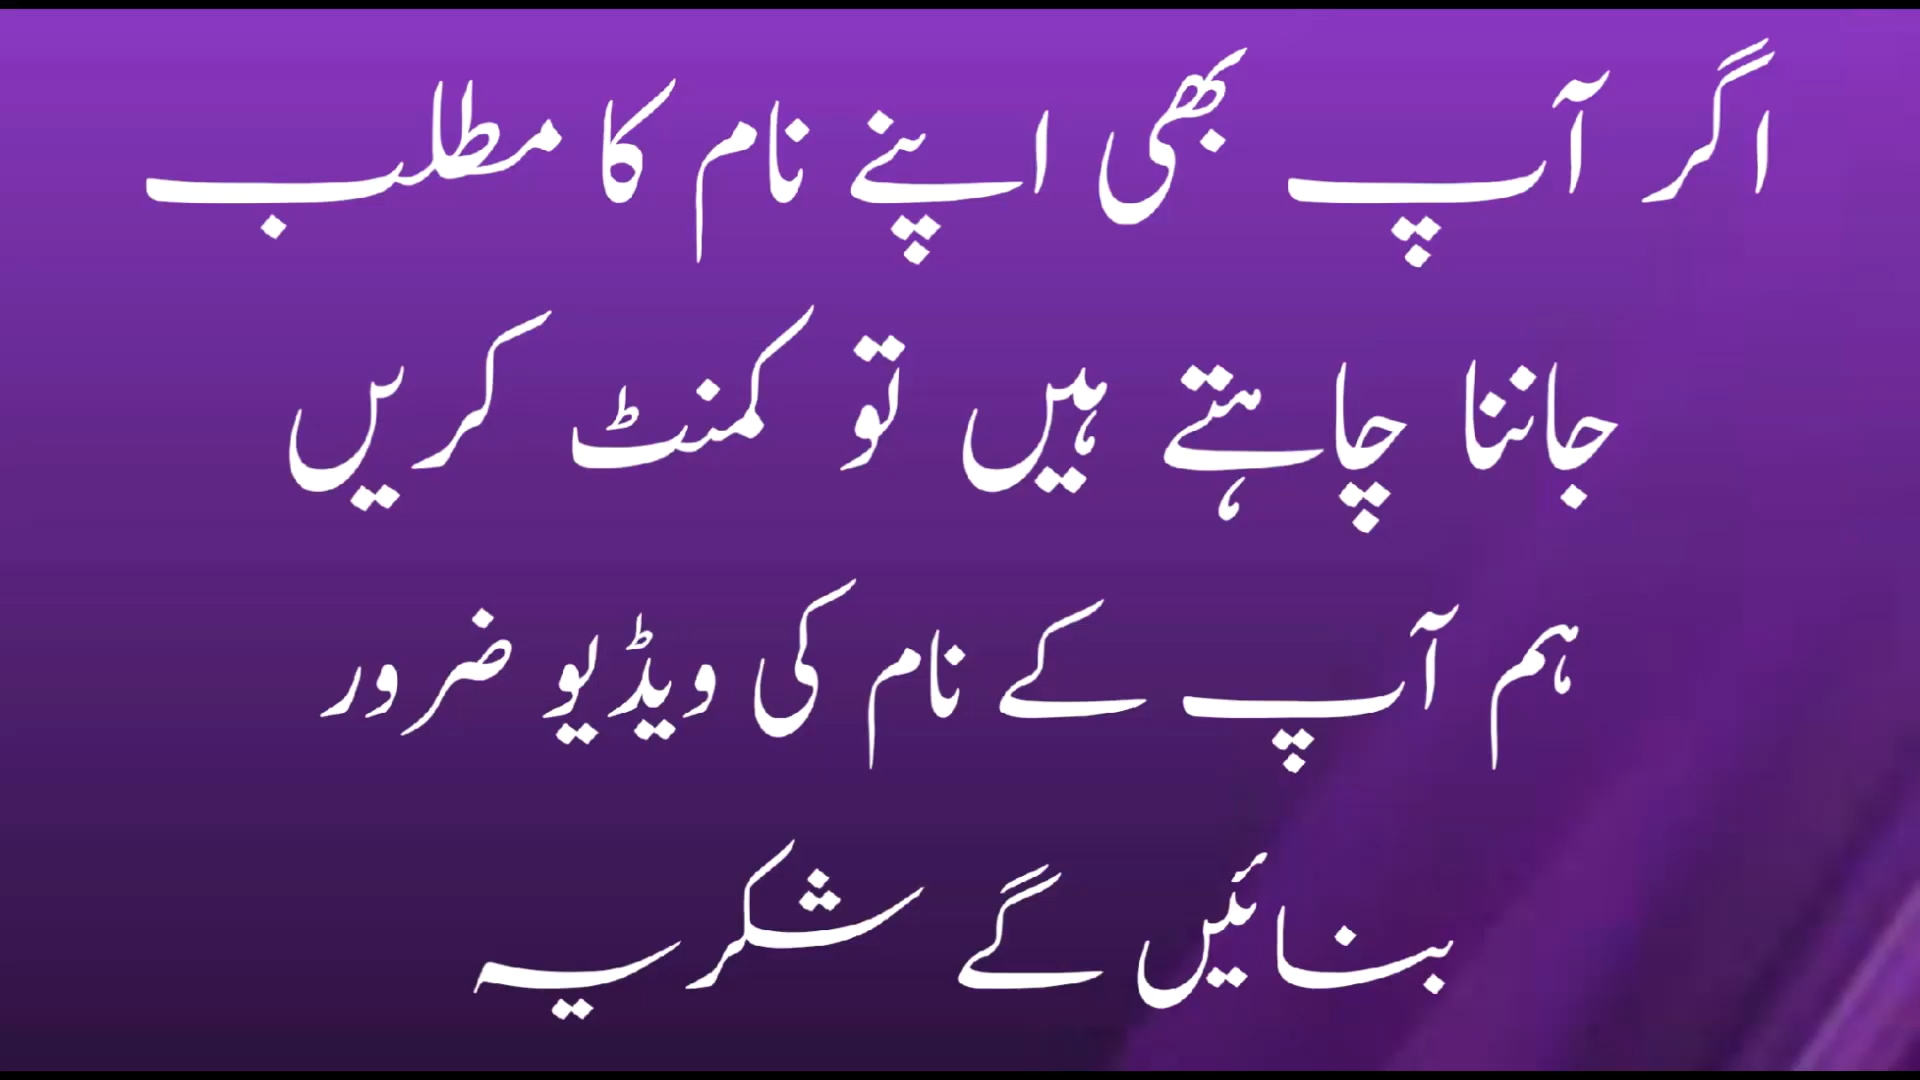 اگر آپ بھی اپنے نام کا مطلب
جاننا چاہتے ہیں تو کمنٹ کریں
ہم آپ کے نام کی ویڈیو ضرور
بنائیں گے شکریہ